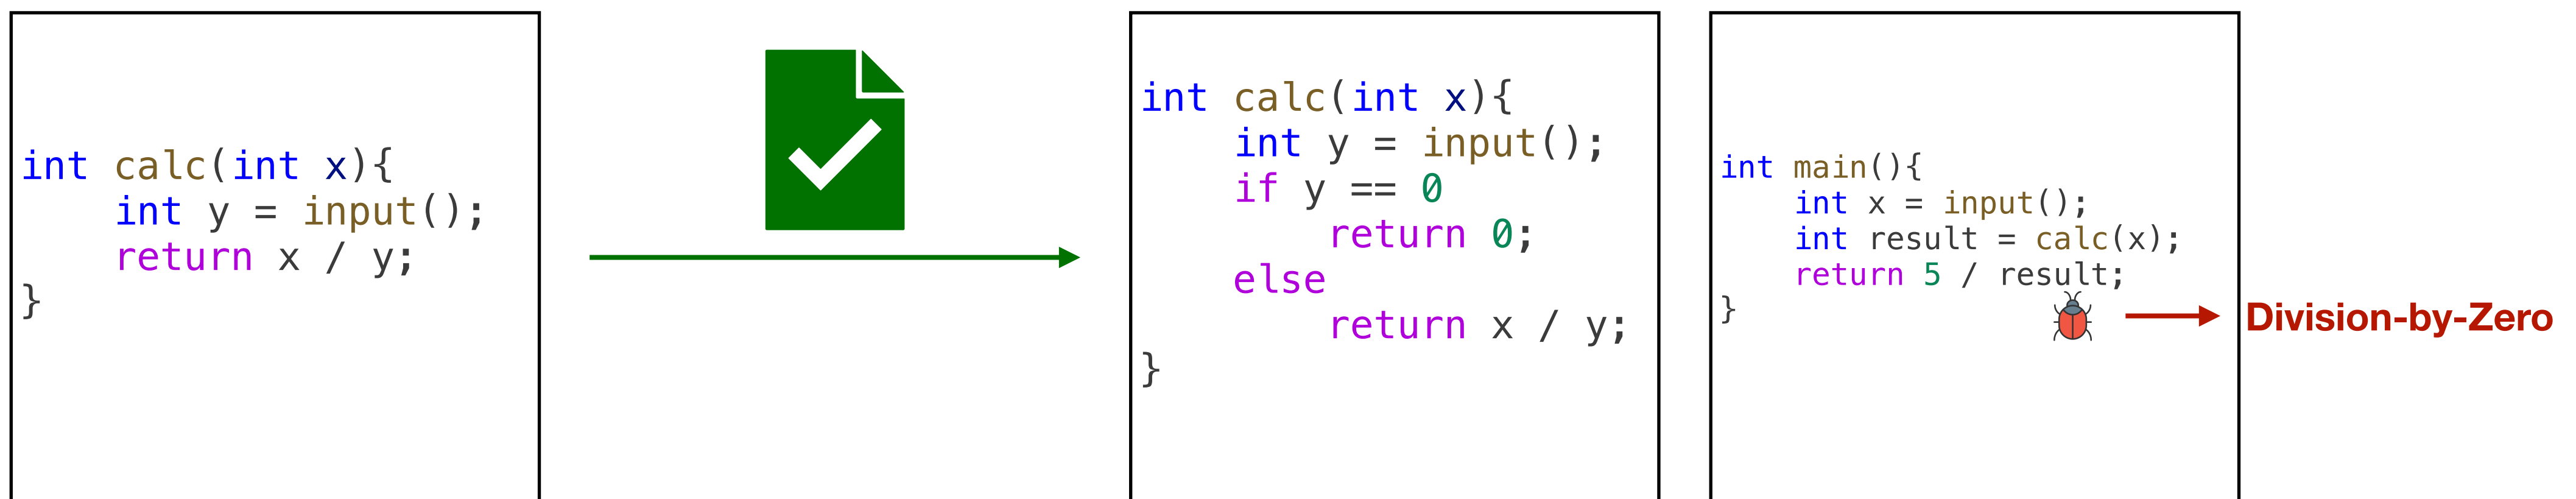 int calc(int x){
    int y = input();
    return x / y;
}
int calc(int x){
    int y = input();
    if y == 0
        return 0;
    else
        return x / y;
}
int main(){
    int x = input();
    int result = calc(x);
    return 5 / result;
}
Division-by-Zero